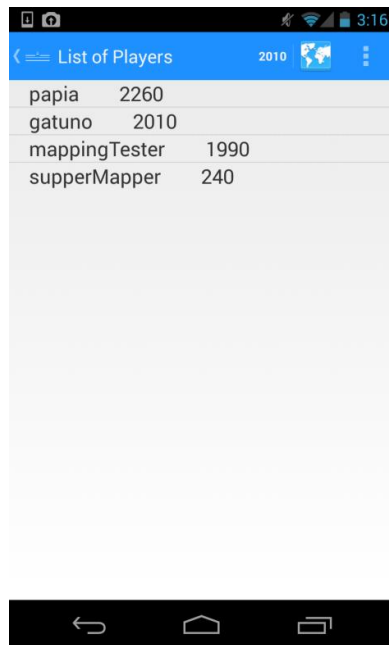 3:16
List of Players 2010
papia 2260
gatuno 2010
mappingTester 1990
supperMapper 240